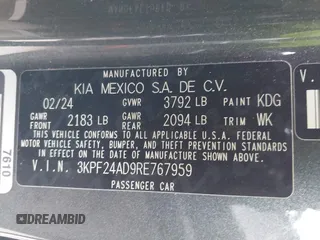 MANUFACTURED BY
KIA MEXICO S.A. DE C.V.
02/24 GVWR 3792 LB PAINT KDG
GAWR FRONT 2183 LB GAWR REAR 2094 LB TRIM WK
THIS VEHICLE CONFORMS TO ALL APPLICABLE U.S. FEDERAL MOTOR VEHICLE
SAFETY, BUMPER, AND THEFT PREVENTION STANDARDS
IN EFFECT ON THE DATE OF MANUFACTURE SHOWN ABOVE.
V.I.N. 3KPF24AD9RE767959
PASSENGER CAR
7610
V.
© RIDEBAND AUTOBIDMASTER